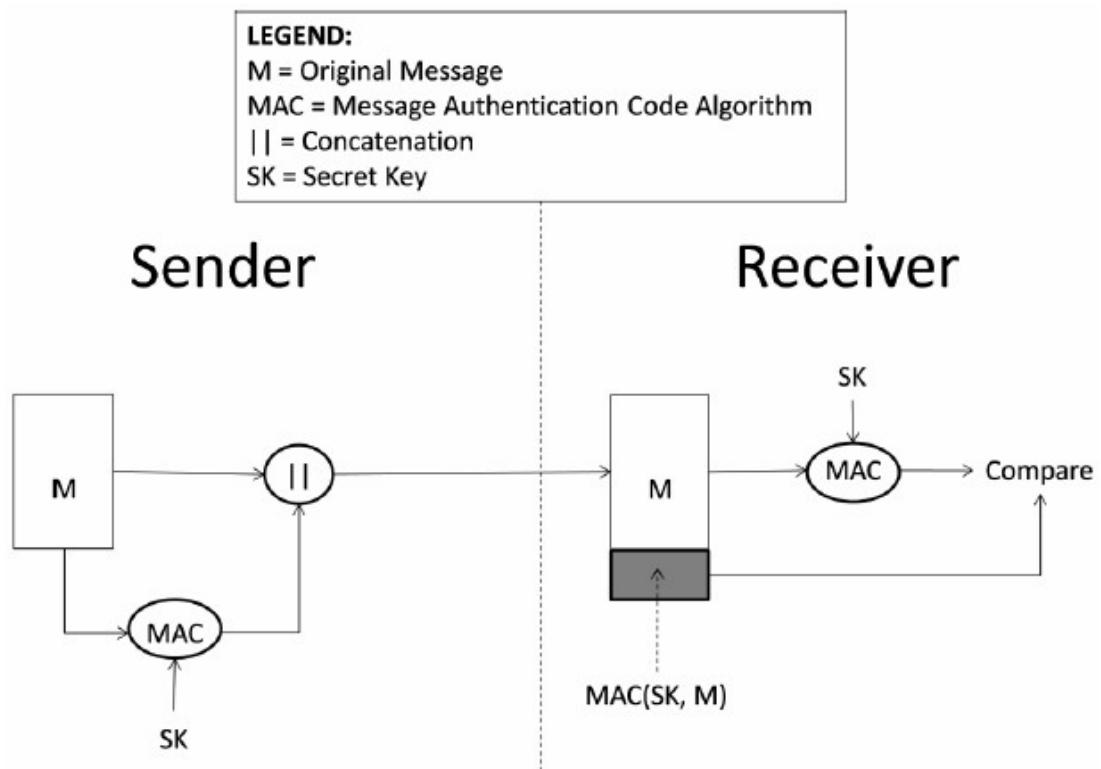 LEGEND:
M = Original Message
MAC = Message Authentication Code Algorithm
|| = Concatenation
SK = Secret Key
Sender
Receiver
M
||
MAC
SK
SK
M
MAC
Compare
MAC(SK, M)